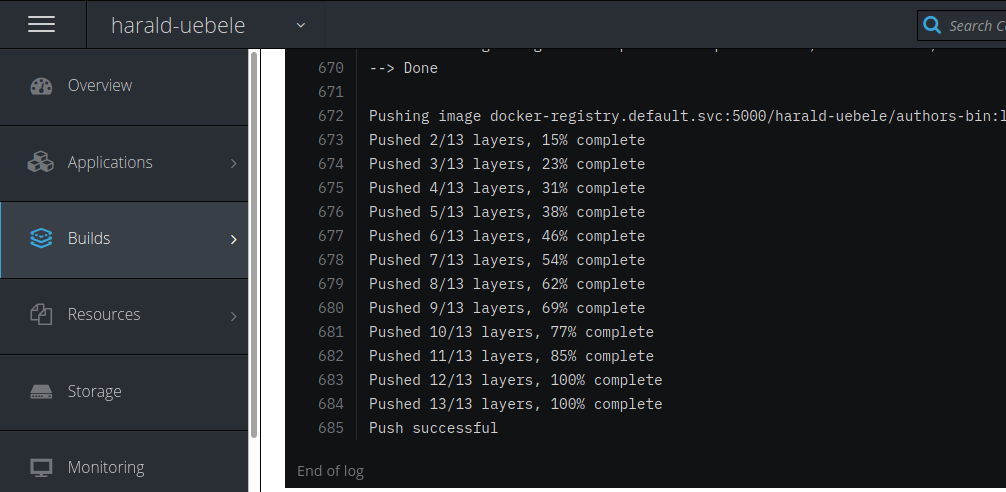 harald-uebele
Search
Overview
Applications
Builds
Resources
Storage
Monitoring
670 --> Done
671
672 Pushing image docker-registry.default.svc:5000/harald-uebele/authors-bin:l
673 Pushed 2/13 layers, 15% complete
674 Pushed 3/13 layers, 23% complete
675 Pushed 4/13 layers, 31% complete
676 Pushed 5/13 layers, 38% complete
677 Pushed 6/13 layers, 46% complete
678 Pushed 7/13 layers, 54% complete
679 Pushed 8/13 layers, 62% complete
680 Pushed 9/13 layers, 69% complete
681 Pushed 10/13 layers, 77% complete
682 Pushed 11/13 layers, 85% complete
683 Pushed 12/13 layers, 100% complete
684 Pushed 13/13 layers, 100% complete
685 Push successful
End of log